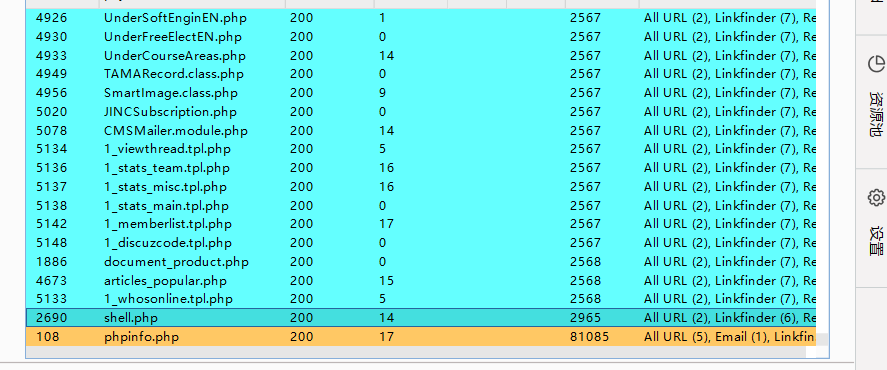 4926 UnderSoftEnginEN.php 200 1 2567 All URL (2), Linkfinder (7), Re
4930 UnderFreeElectEN.php 200 0 2567 All URL (2), Linkfinder (7), Re
4933 UnderCourseAreas.php 200 14 2567 All URL (2), Linkfinder (7), Re
4949 TAMARecord.class.php 200 0 2567 All URL (2), Linkfinder (7), Re
4956 SmartImage.class.php 200 9 2567 All URL (2), Linkfinder (7), Re
5020 JINCSubscription.php 200 0 2567 All URL (2), Linkfinder (7), Re
5078 CMSMailer.module.php 200 14 2567 All URL (2), Linkfinder (7), Re
5134 1_viewthread.tpl.php 200 5 2567 All URL (2), Linkfinder (7), Re
5136 1_stats_team.tpl.php 200 16 2567 All URL (2), Linkfinder (7), Re
5137 1_stats_misc.tpl.php 200 16 2567 All URL (2), Linkfinder (7), Re
5138 1_stats_main.tpl.php 200 0 2567 All URL (2), Linkfinder (7), Re
5142 1_memberlist.tpl.php 200 17 2567 All URL (2), Linkfinder (7), Re
5148 1_discuzcode.tpl.php 200 0 2567 All URL (2), Linkfinder (7), Re
1886 document_product.php 200 0 2568 All URL (2), Linkfinder (7), Re
4673 articles_popular.php 200 15 2568 All URL (2), Linkfinder (7), Re
5133 1_whosonline.tpl.php 200 5 2568 All URL (2), Linkfinder (7), Re
2690 shell.php 200 14 2965 All URL (2), Linkfinder (6), Re
108 phpinfo.php 200 17 81085 All URL (5), Email (1), Linkfin
资源池
设置